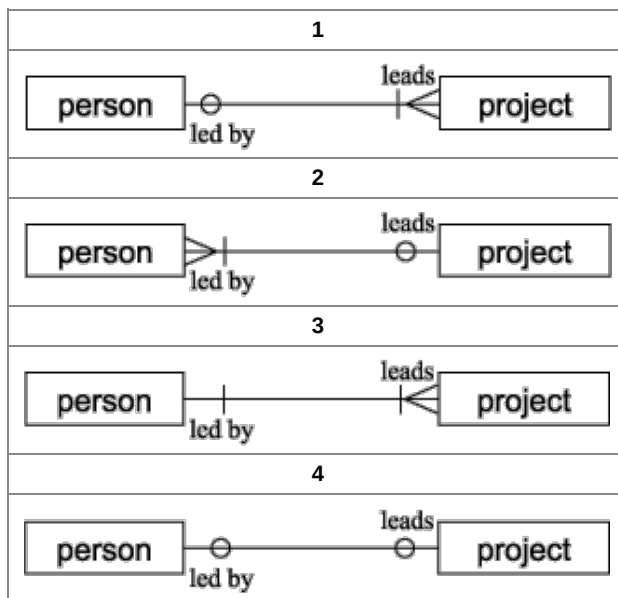 1
leads
person project
led by
2
leads
person project
led by
3
leads
person project
led by
4
leads
person project
led by